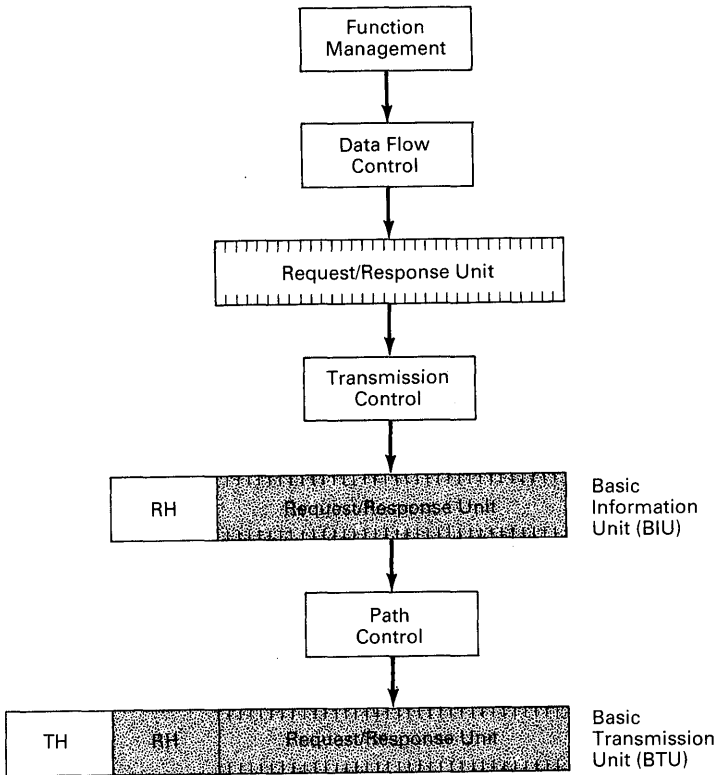 Function
Management
Data Flow
Control
Request/Response Unit
Transmission
Control
RH
Request/Response Unit
Basic
Information
Unit (BIU)
Path
Control
TH
RH
Request/Response Unit
Basic
Transmission
Unit (BTU)